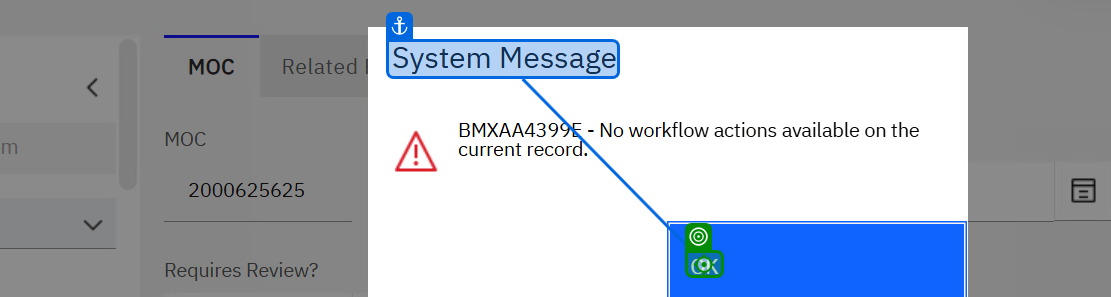 System Message
MOC
Related
BMXAA4399E - No workflow actions available on the
current record.
m
MOC
2000625625
OK
Requires Review?